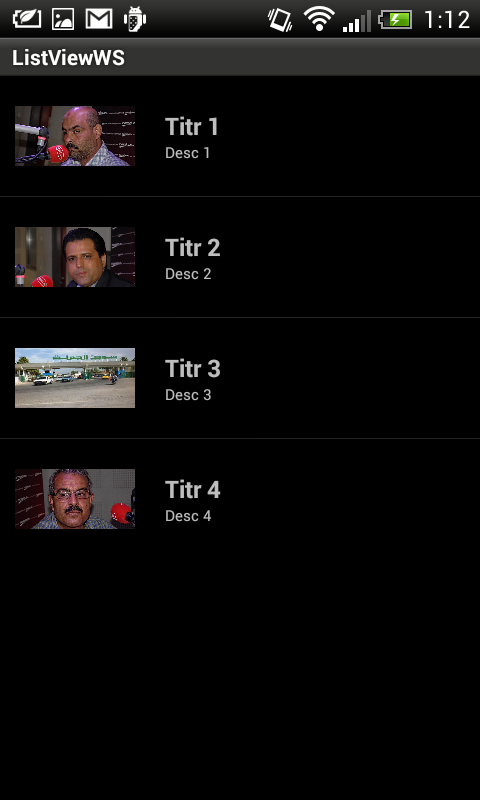 1:12
ListViewWS
Titr 1
Desc 1
Titr 2
Desc 2
Titr 3
Desc 3
Titr 4
Desc 4